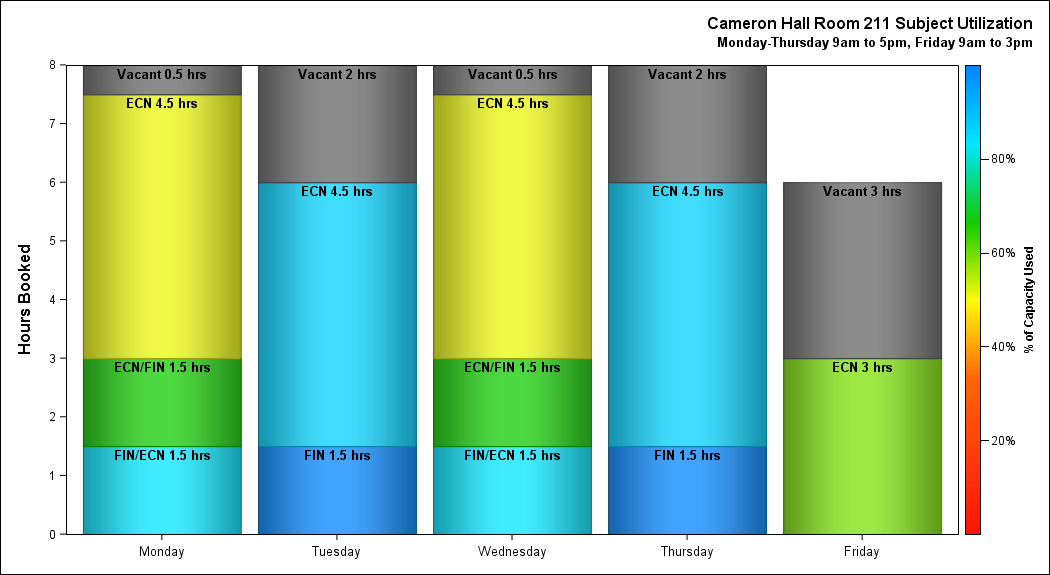 Cameron Hall Room 211 Subject Utilization
Monday-Thursday 9am to 5pm, Friday 9am to 3pm
Hours Booked
8
7
6
5
4
3
2
1
0
Vacant 0.5 hrs
ECN 4.5 hrs
ECN/FIN 1.5 hrs
FIN/ECN 1.5 hrs
Monday
Vacant 2 hrs
ECN 4.5 hrs
FIN 1.5 hrs
Tuesday
Vacant 0.5 hrs
ECN 4.5 hrs
ECN/FIN 1.5 hrs
FIN/ECN 1.5 hrs
Wednesday
Vacant 2 hrs
ECN 4.5 hrs
FIN 1.5 hrs
Thursday
Vacant 3 hrs
ECN 3 hrs
Friday
80%
60%
40%
20%
% of Capacity Used